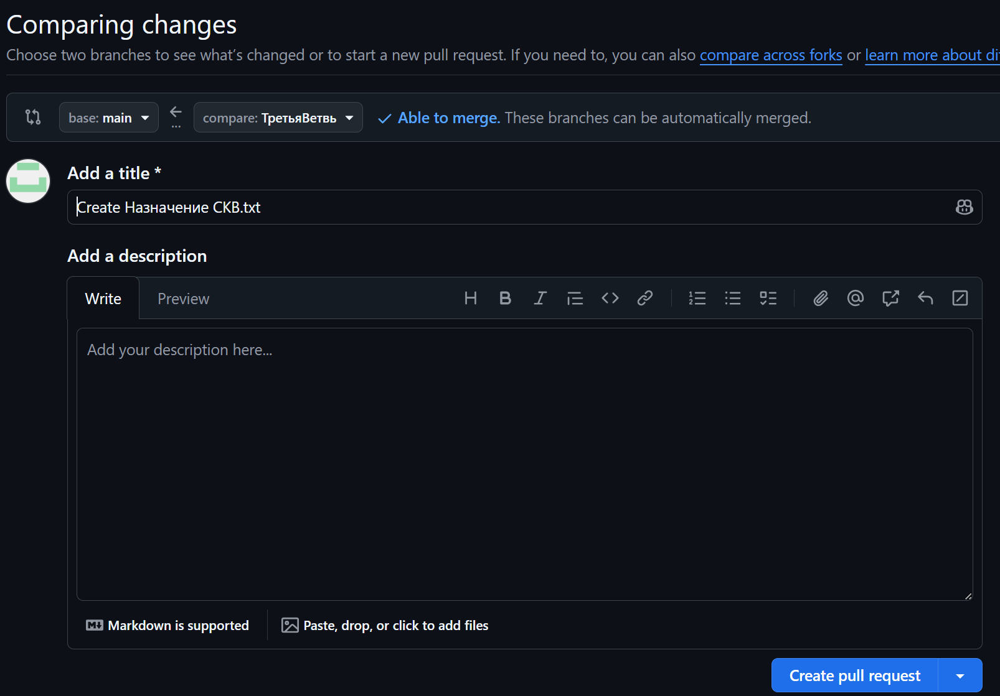 Comparing changes
Choose two branches to see what's changed or to start a new pull request. If you need to, you can also compare across forks or learn more about
base: main
compare: ТретьяВетвь
Able to merge. These branches can be automatically merged.
Add a title *
Create Назначение СКВ.txt
Add a description
Write Preview
Add your description here...
Markdown is supported
Paste, drop, or click to add files
Create pull request